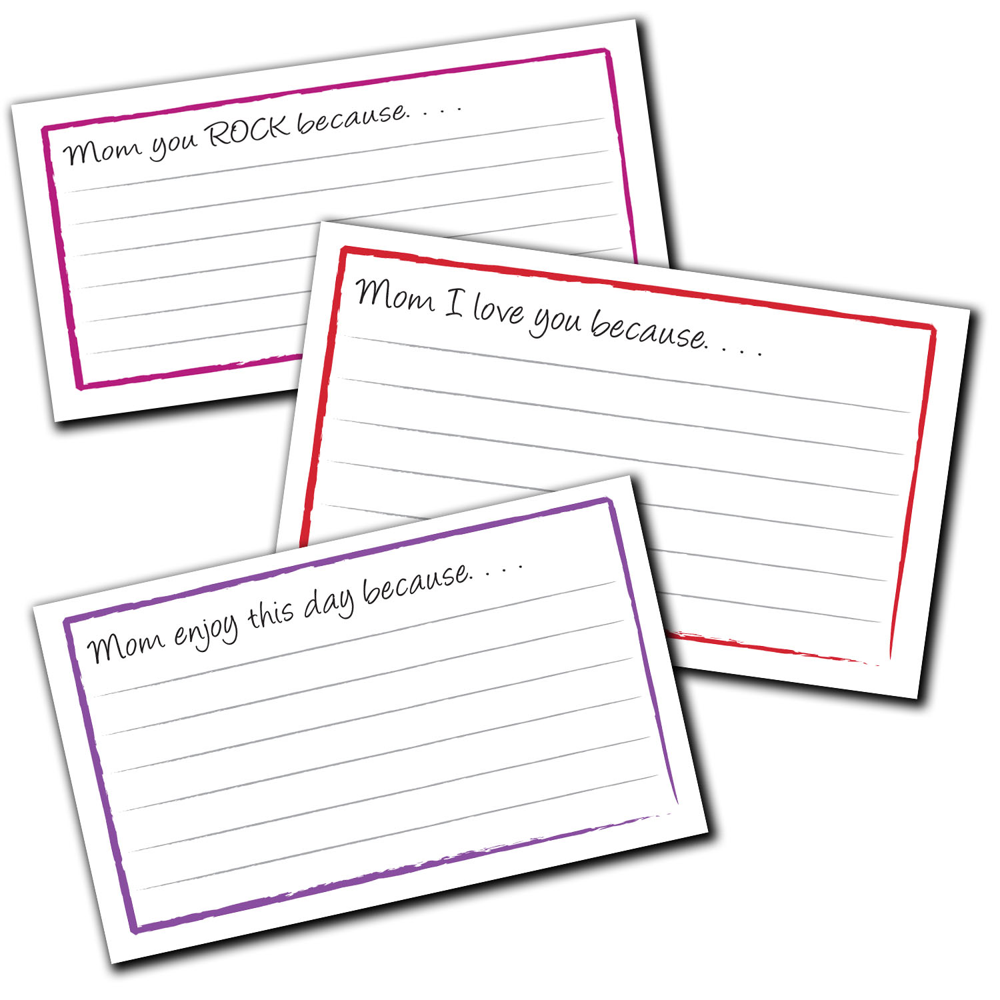 Mom you ROCK because. . . .
Mom I love you because. . . .
Mom enjoy this day because. . . .